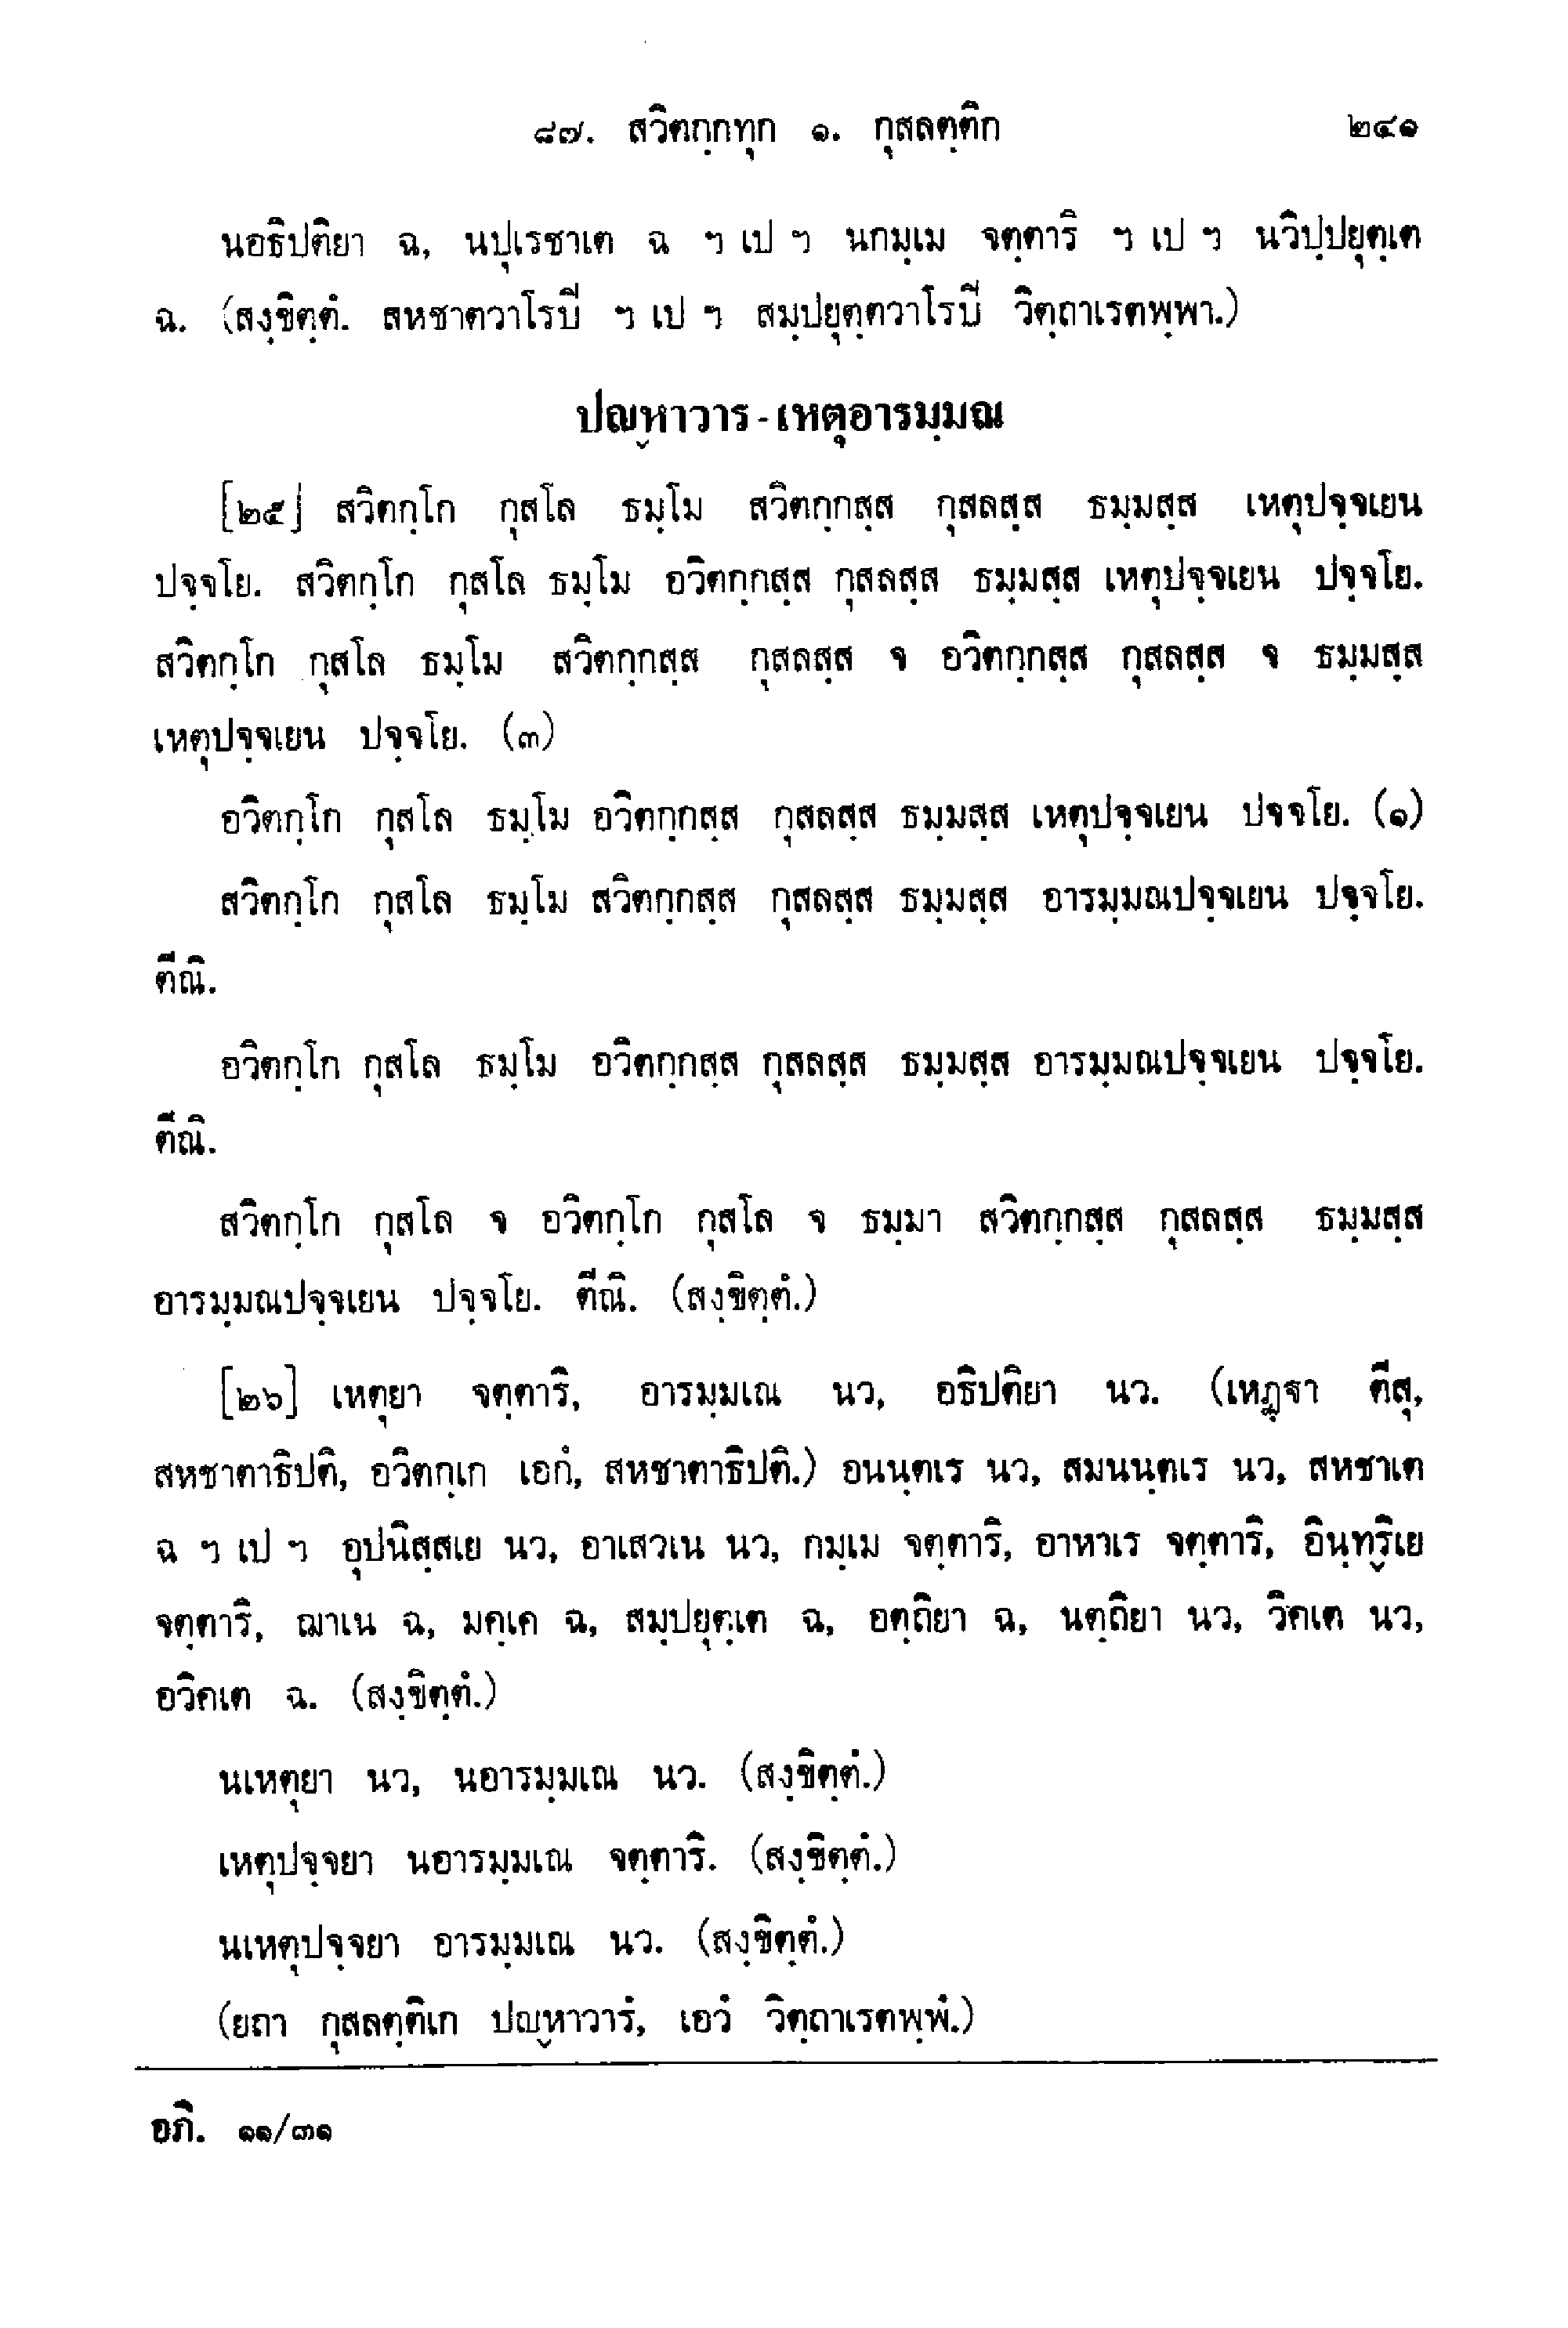 ๘๗. สวิตกฺกทุก ๑. กุสลตฺติก ๒๔๑
นอธิปติยา ฉ, นปุเรชาเต ฉ ฯ เป ฯ นกมฺเม จตฺตาริ ฯ เป ฯ นวิปฺปยุตฺเต
ฉ. (สงฺขิตฺตํ. สหชาตวาโรปิ ฯ เป ฯ สมฺปยุตฺตวาโรปิ วิตฺถาเรตพฺพา.)
ปญฺหาวาร - เหตุอารมฺมณ
[๒๕] สวิตกฺโก กุสโล ธมฺโม สวิตกฺกสฺส กุสลสฺส ธมฺมสฺส เหตุปจฺจเยน
ปจฺจโย. สวิตกฺโก กุสโล ธมฺโม อวิตกฺกสฺส กุสลสฺส ธมฺมสฺส เหตุปจฺจเยน ปจฺจโย.
สวิตกฺโก กุสโล ธมฺโม สวิตกฺกสฺส กุสลสฺส จ อวิตกฺกสฺส กุสลสฺส จ ธมฺมสฺส
เหตุปจฺจเยน ปจฺจโย. (๓)
อวิตกฺโก กุสโล ธมฺโม อวิตกฺกสฺส กุสลสฺส ธมฺมสฺส เหตุปจฺจเยน ปจฺจโย. (๑)
สวิตกฺโก กุสโล ธมฺโม สวิตกฺกสฺส กุสลสฺส ธมฺมสฺส อารมฺมณปจฺจเยน ปจฺจโย.
ตีณิ.
อวิตกฺโก กุสโล ธมฺโม อวิตกฺกสฺส กุสลสฺส ธมฺมสฺส อารมฺมณปจฺจเยน ปจฺจโย.
ตีณิ.
สวิตกฺโก กุสโล จ อวิตกฺโก กุสโล จ ธมฺมา สวิตกฺกสฺส กุสลสฺส ธมฺมสฺส
อารมฺมณปจฺจเยน ปจฺจโย. ตีณิ. (สงฺขิตฺตํ.)
[๒๖] เหตุยา จตฺตาริ, อารมฺมเณ นว, อธิปติยา นว. (เหฏฺฐา ตีสุ,
สหชาตาธิปติ, อวิตกฺเก เอกํ, สหชาตาธิปติ.) อนนฺตเร นว, สมนนฺตเร นว, สหชาเต
ฉ ฯ เป ฯ อุปนิสฺสเย นว, อาเสวเน นว, กมฺเม จตฺตาริ, อาหาเร จตฺตาริ, อินฺทฺริเย
จตฺตาริ, ฌาเน ฉ, มคฺเค ฉ, สมฺปยุตฺเต ฉ, อตฺถิยา ฉ, นตฺถิยา นว, วิคเต นว,
อวิคเต ฉ. (สงฺขิตฺตํ.)
นเหตุยา นว, นอารมฺมเณ นว. (สงฺขิตฺตํ.)
เหตุปจฺจยา นอารมฺมเณ จตฺตาริ. (สงฺขิตฺตํ.)
นเหตุปจฺจยา อารมฺมเณ นว. (สงฺขิตฺตํ.)
(ยถา กุสลตฺติเก ปญฺหาวารํ, เอวํ วิตฺถาเรตพฺพํ.)
อภิ. ๑๑/๓๑